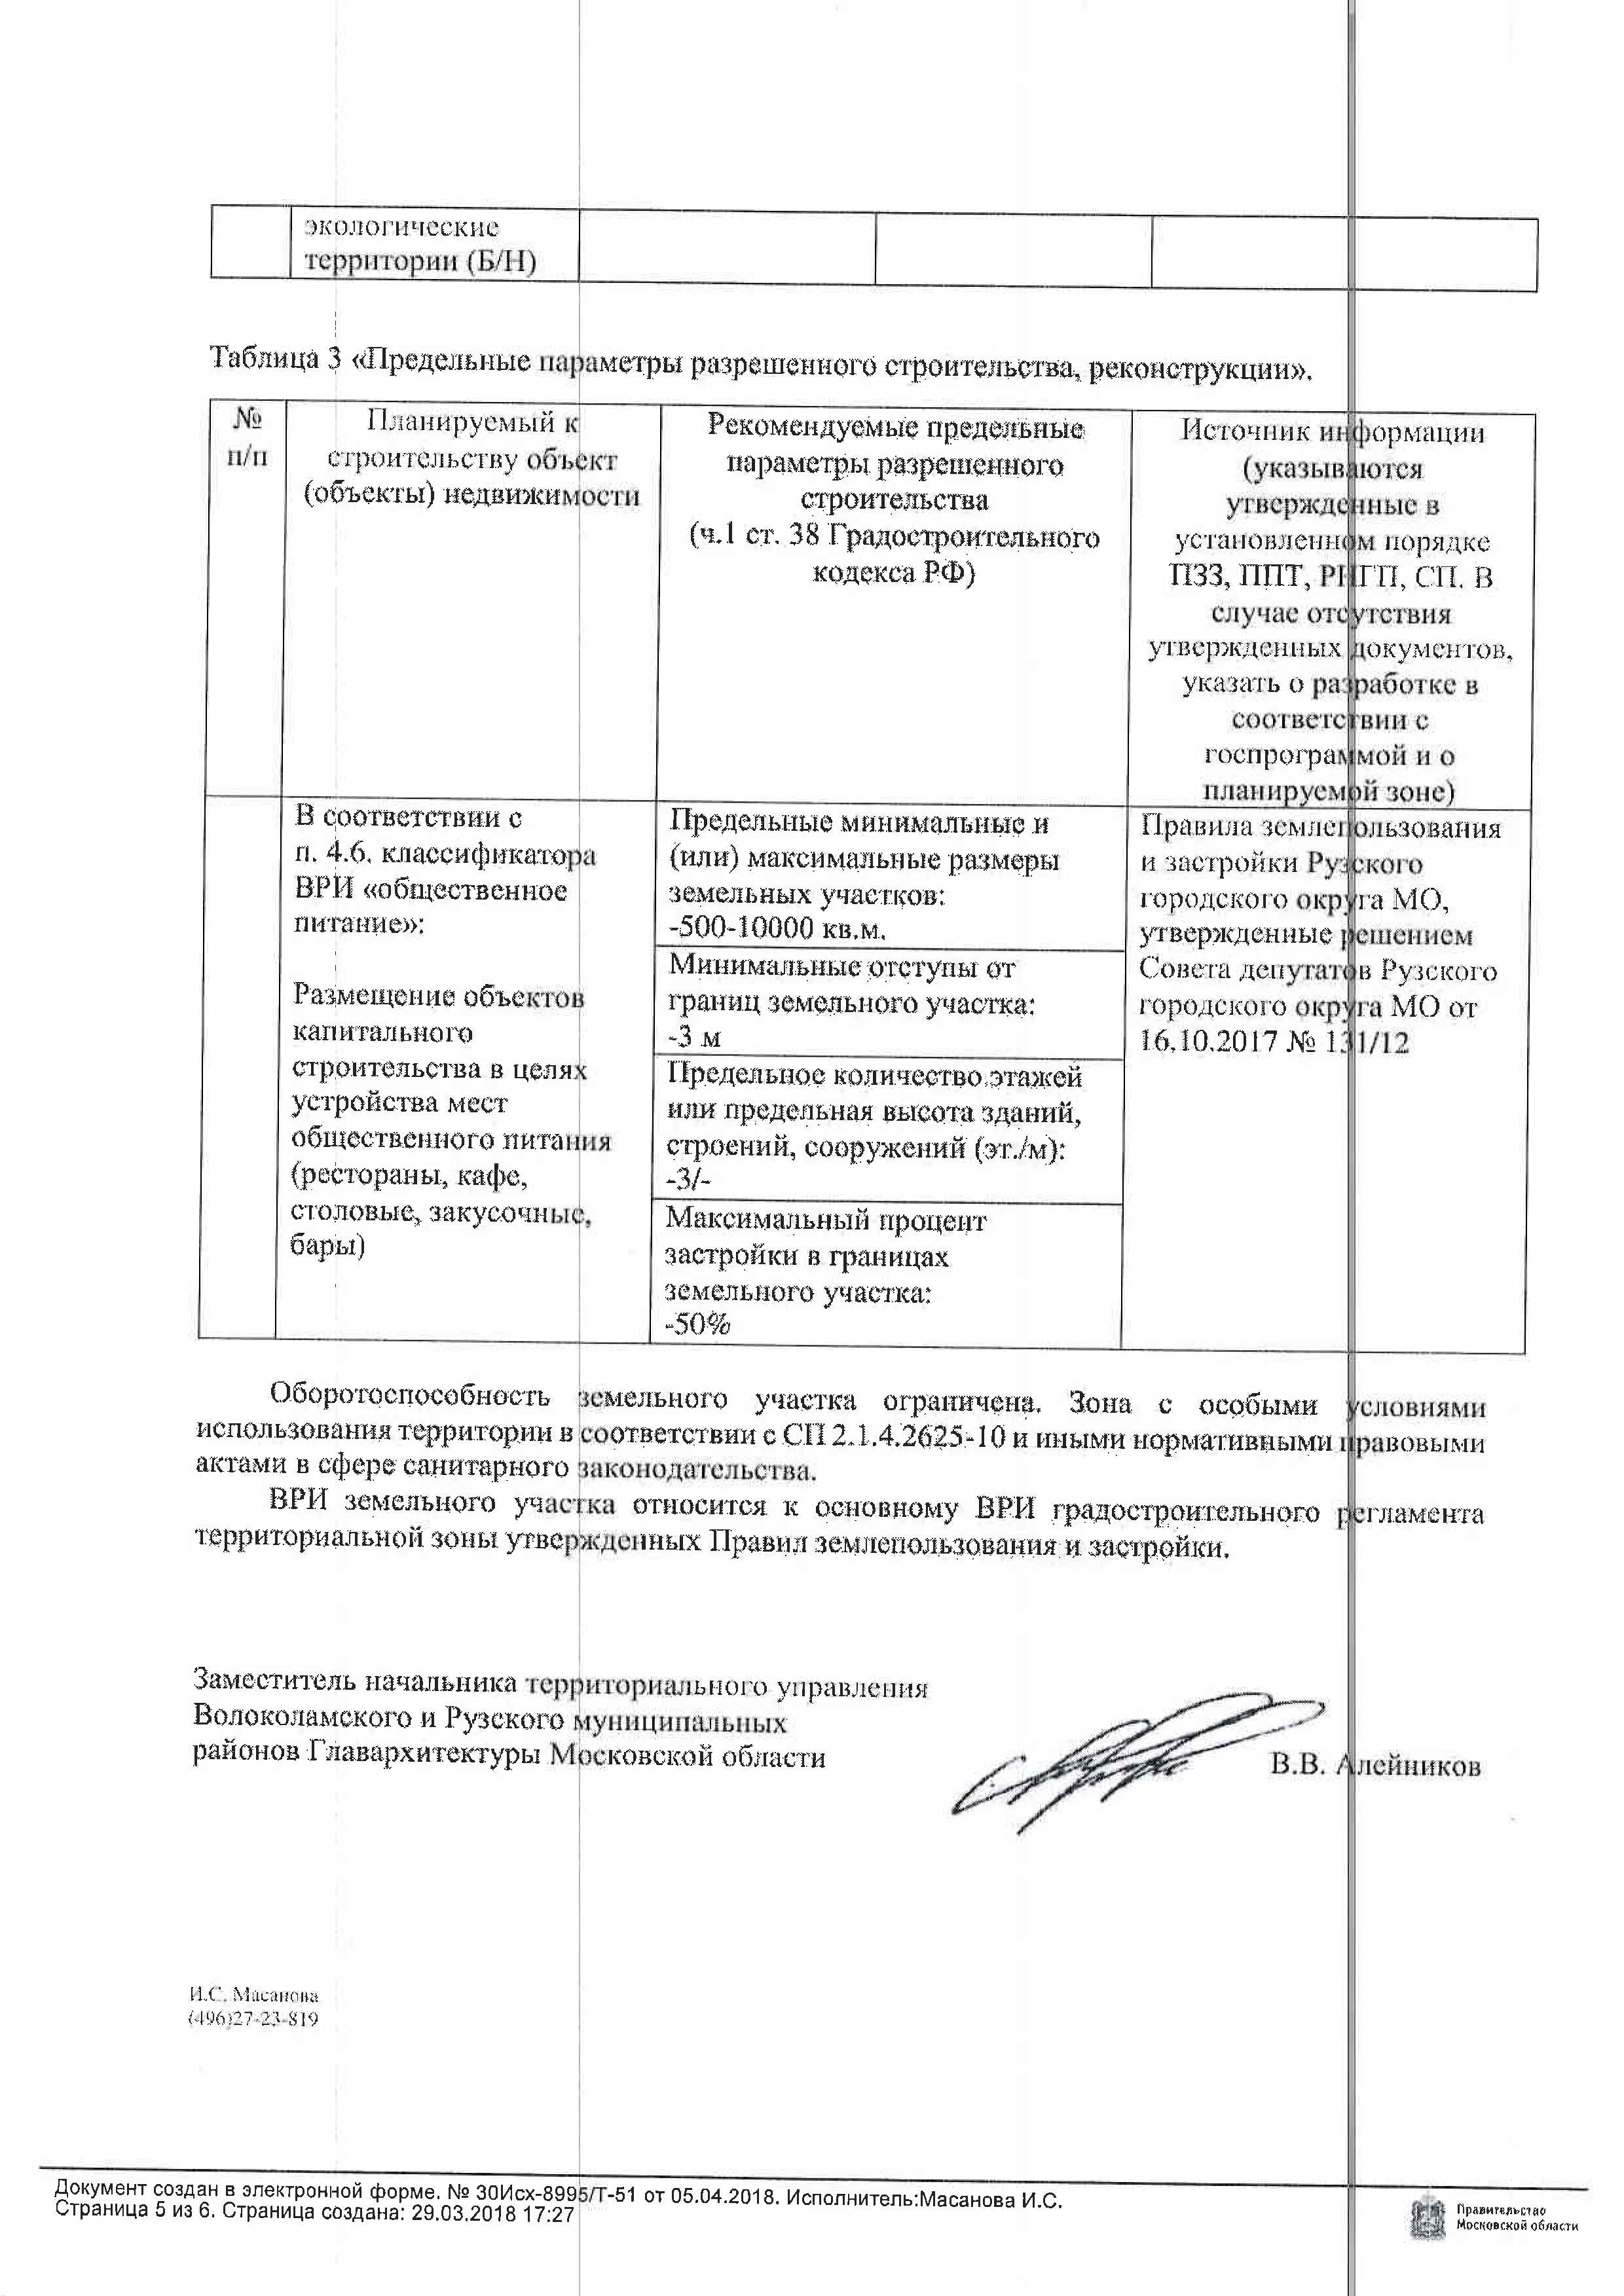 экологические
территории (Б/Н)
Таблица 3 «Предельные параметры разрешенного строительства, реконструкции».
№
п/п
Планируемый к
строительству объект
(объекты) недвижимости
Рекомендуемые предельные
параметры разрешенного
строительства
(ч.1 ст. 38 Градостроительного
кодекса РФ)
Источник информации
(указываются
утвержденные в
установленном порядке
ПЗЗ, ППТ, РНГП, СП. В
случае отсутствия
утвержденных документов,
указать о разработке в
соответствии с
госпрограммой и о
планируемой зоне)
В соответствии с
п. 4.6. классификатора
ВРИ «общественное
питание»:
Размещение объектов
капитального
строительства в целях
устройства мест
общественного питания
(рестораны, кафе,
столовые, закусочные,
бары)
Предельные минимальные и
(или) максимальные размеры
земельных участков:
-500-10000 кв.м.
Минимальные отступы от
границ земельного участка:
-3 м
Предельное количество этажей
или предельная высота зданий,
строений, сооружений (эт./м):
-3/-
Максимальный процент
застройки в границах
земельного участка:
-50%
Правила землепользования
и застройки Рузского
городского округа МО,
утвержденные решением
Совета депутатов Рузского
городского округа МО от
16.10.2017 № 131/12
Оборотоспособность земельного участка ограничена. Зона с особыми условиями
использования территории в соответствии с СП 2.1.4.2625-10 и иными нормативными правовыми
актами в сфере санитарного законодательства.
ВРИ земельного участка относится к основному ВРИ градостроительного регламента
территориальной зоны утвержденных Правил землепользования и застройки.
Заместитель начальника территориального управления
Волоколамского и Рузского муниципальных
районов Главархитектуры Московской области
В.В. Алейников
И.С. Масанова
(496)27-23-819
Документ создан в электронной форме. № 30Исх-8995/Т-51 от 05.04.2018. Исполнитель:Масанова И.С.
Страница 5 из 6. Страница создана: 29.03.2018 17:27
Правительство
Московской области